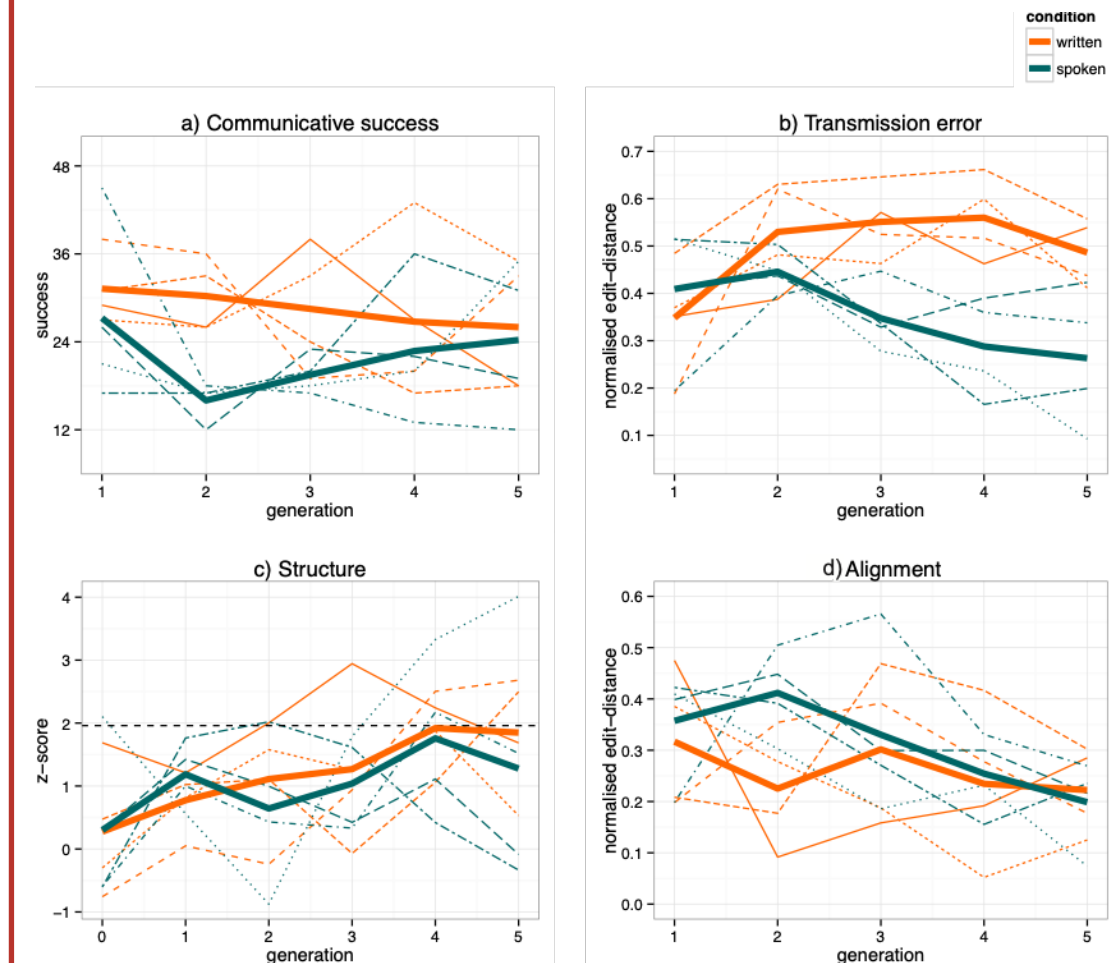 condition
written
spoken
a) Communicative success
success
48
36
24
12
1 2 3 4 5
generation
b) Transmission error
normalised edit−distance
0.7
0.6
0.5
0.4
0.3
0.2
0.1
1 2 3 4 5
generation
c) Structure
z−score
4
3
2
1
0
−1
0 1 2 3 4 5
generation
d) Alignment
normalised edit−distance
0.6
0.5
0.4
0.3
0.2
0.1
0.0
1 2 3 4 5
generation